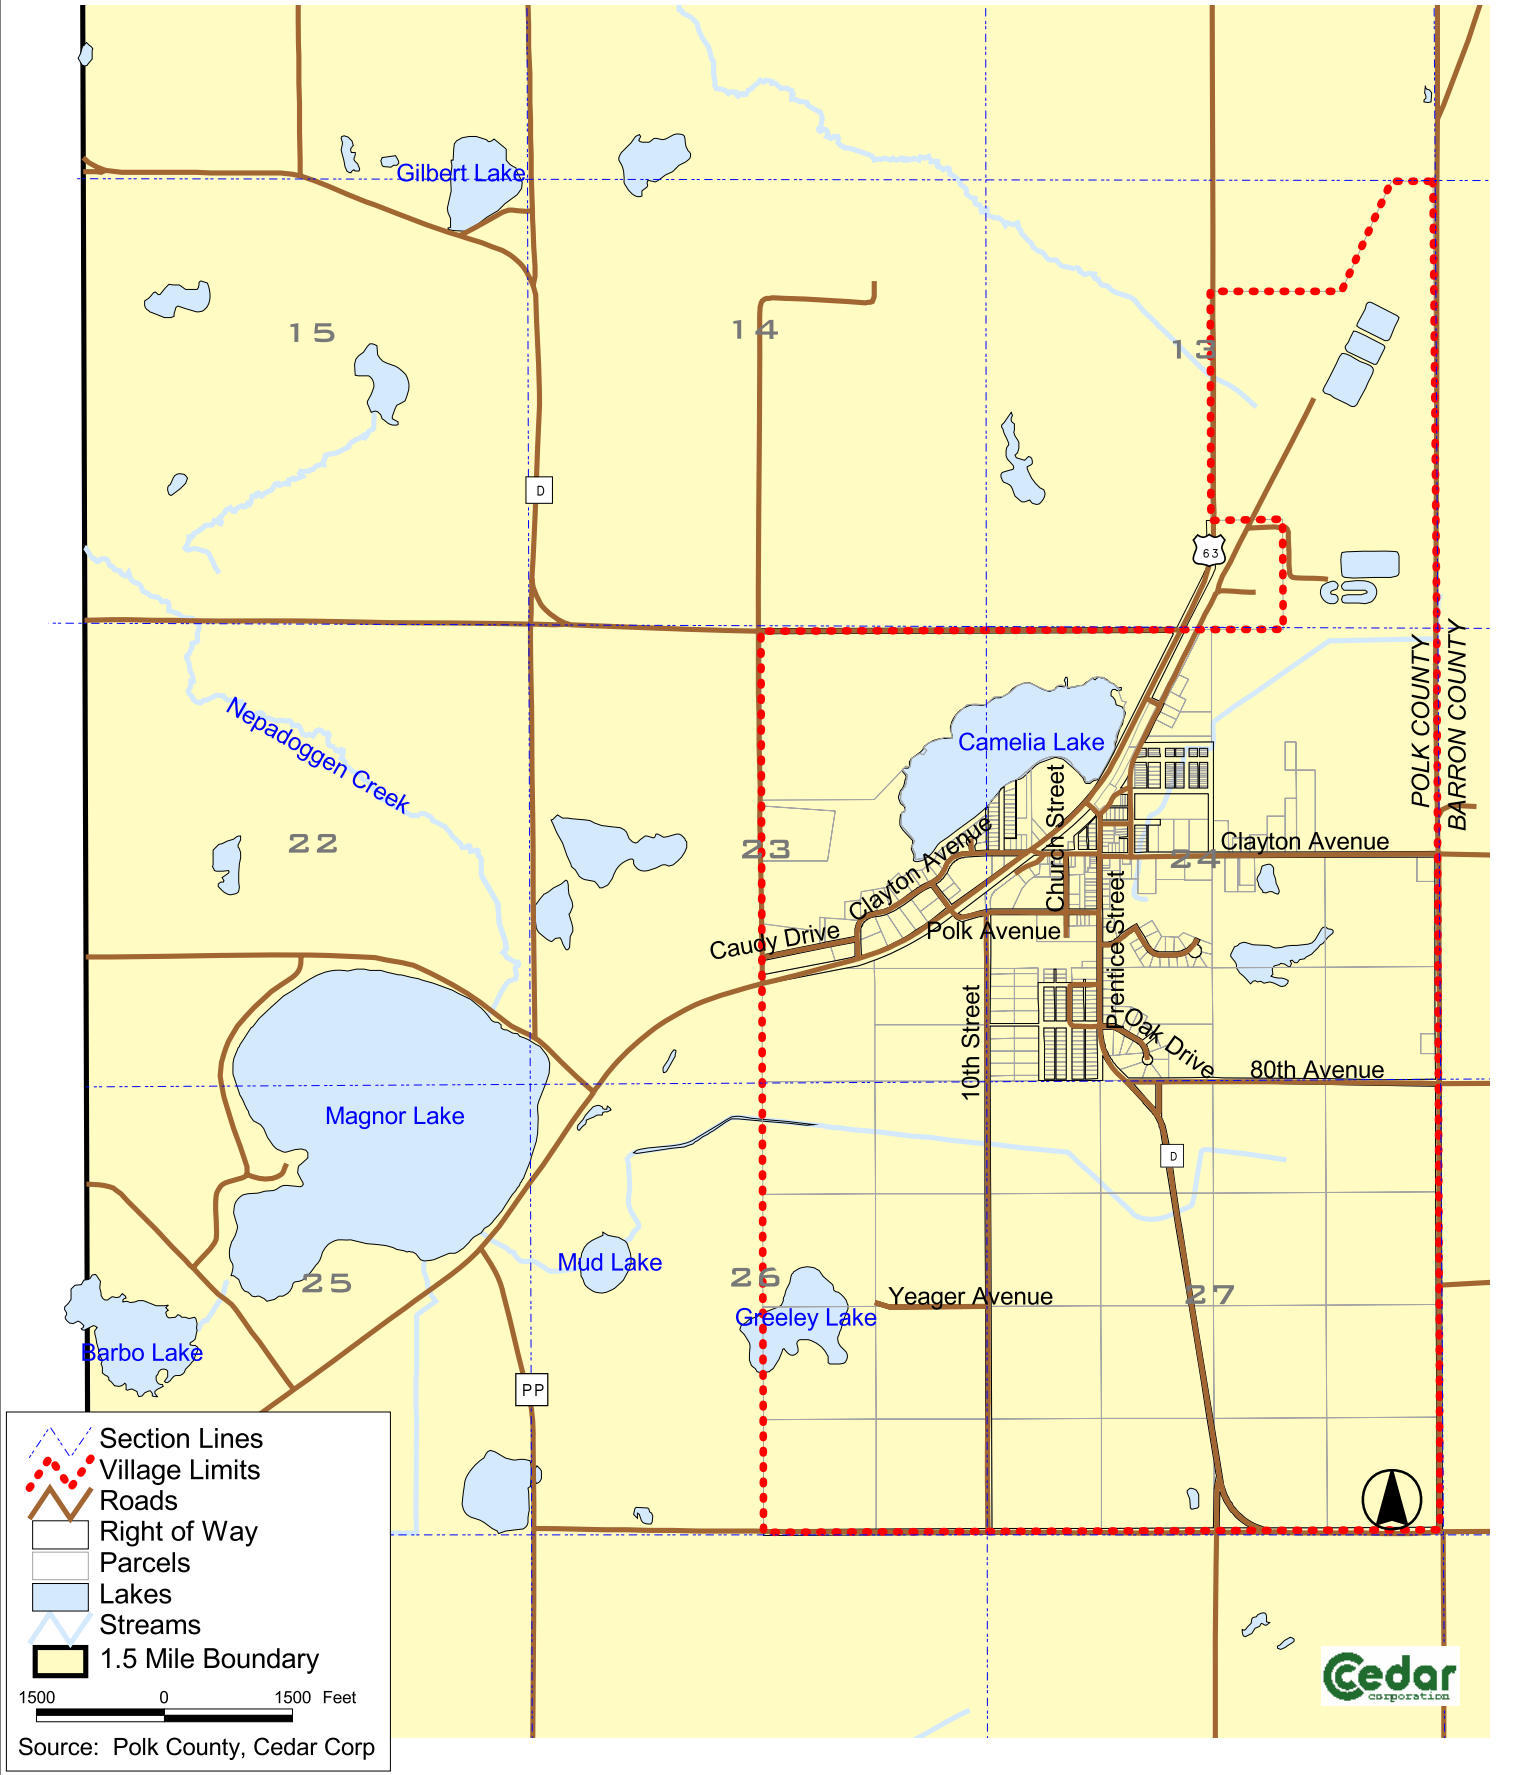 Gilbert Lake
15
14
13
D
63
POLK COUNTY
BARRON COUNTY
Nepadoggen Creek
Camelia Lake
Church Street
22
23
Clayton Avenue
Clayton Avenue
24
Caudy Drive
Polk Avenue
Prentice Street
10th Street
Oak Drive
80th Avenue
Magnor Lake
D
Mud Lake
25
26
27
Yeager Avenue
Greeley Lake
Barbo Lake
PP
Section Lines
Village Limits
Roads
Right of Way
Parcels
Lakes
Streams
1.5 Mile Boundary
1500 0 1500 Feet
Source: Polk County, Cedar Corp
Cedar
corporation